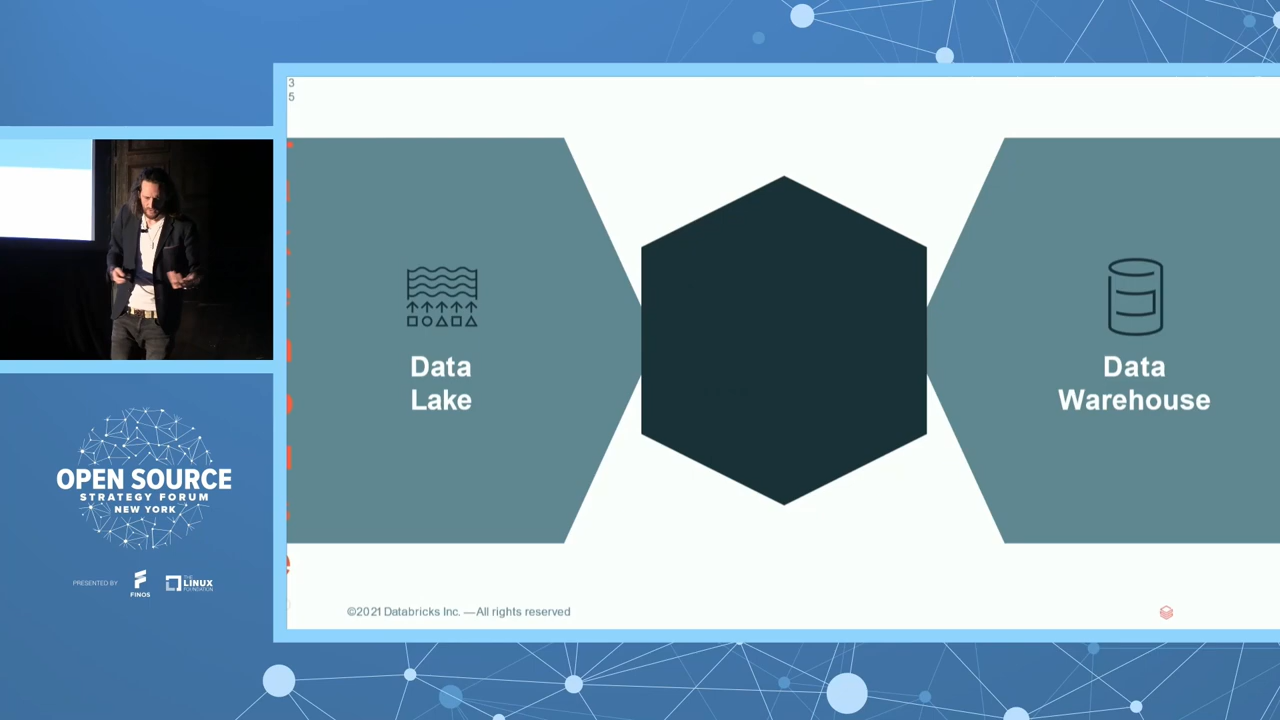 3
5
Data
Lake
Data
Warehouse
©2021 Databricks Inc. — All rights reserved
OPEN SOURCE
STRATEGY FORUM
NEW YORK
PRESENTED BY
FINOS
THE
LINUX
FOUNDATION